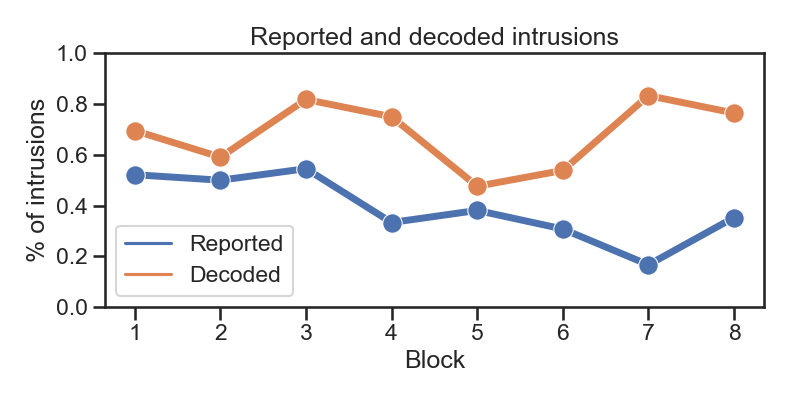 Reported and decoded intrusions
% of intrusions
1.0
0.8
0.6
0.4
0.2
0.0
Reported
Decoded
1 2 3 4 5 6 7 8
Block